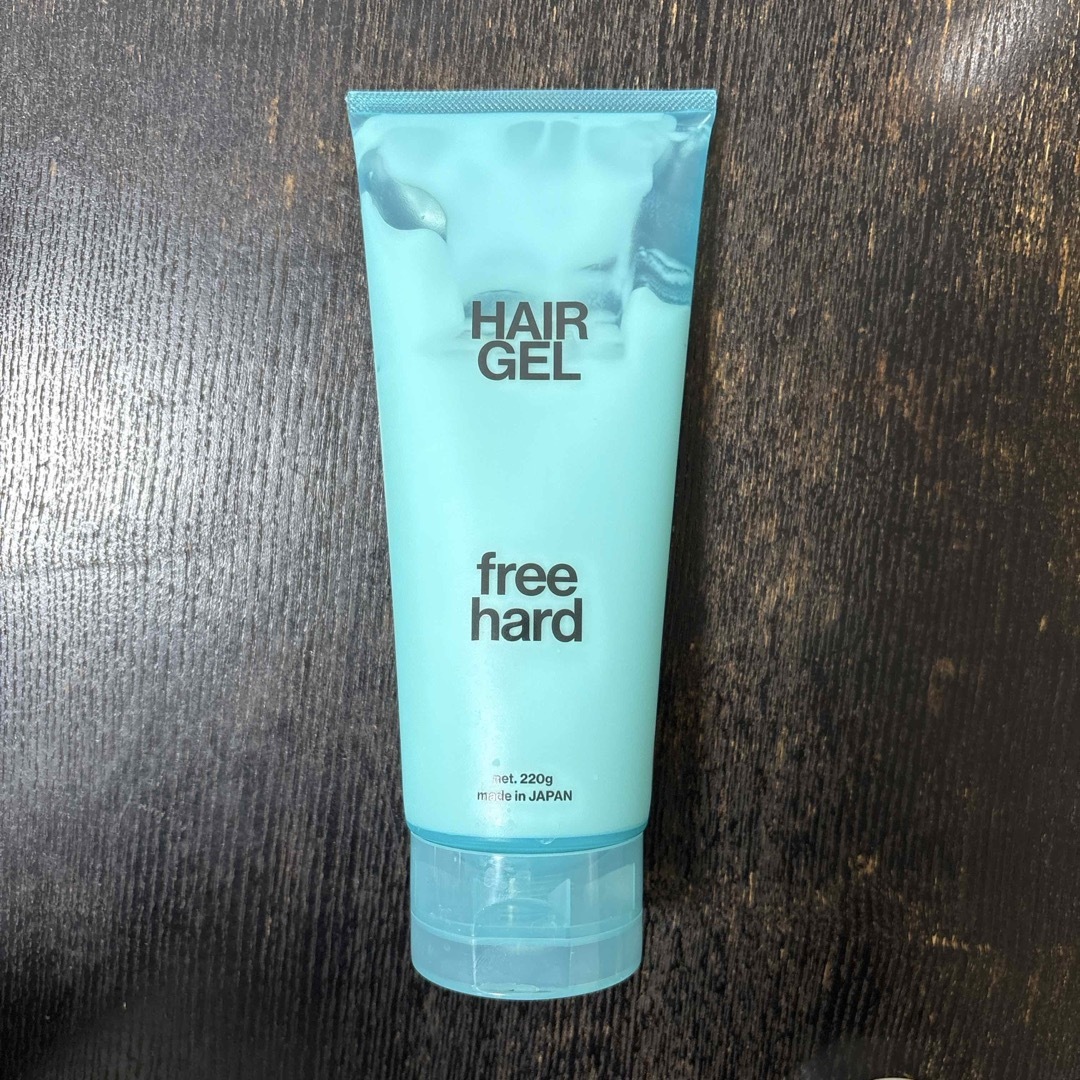 HAIR
GEL
free
hard
net. 220g
made in JAPAN